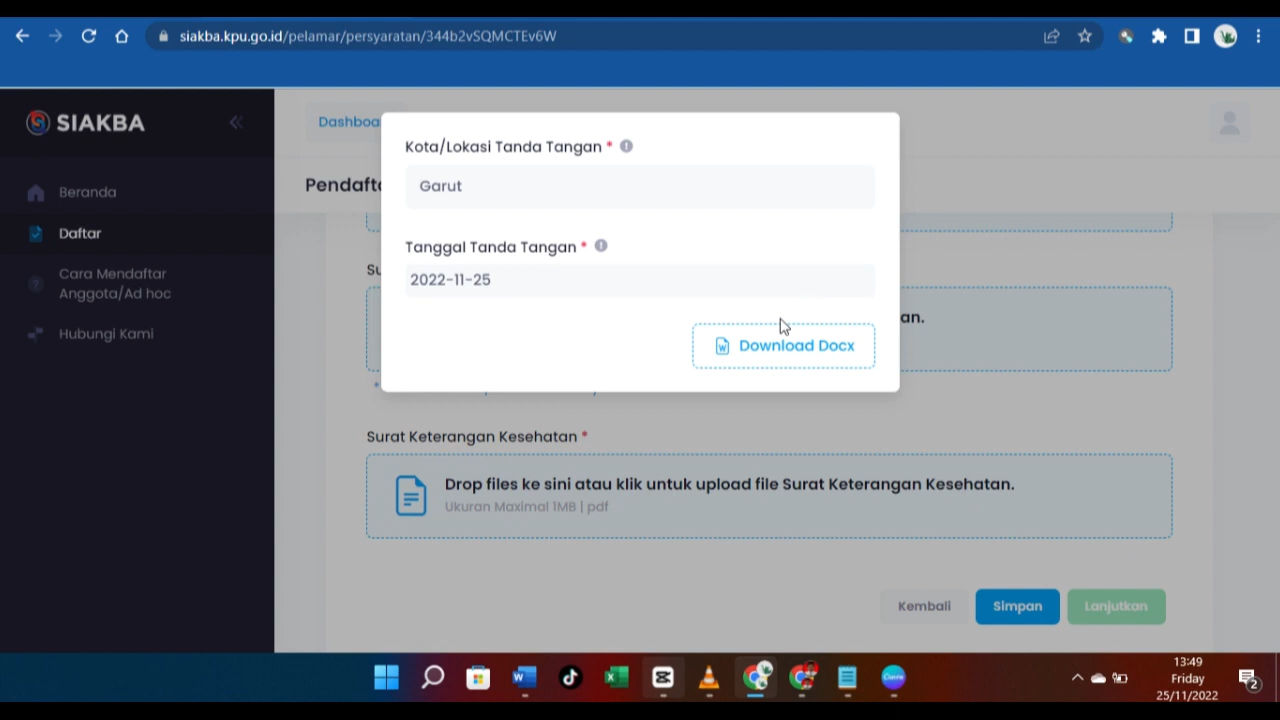 siakba.kpu.go.id/pelamar/persyaratan/344b2vSQMCTEv6W
SIAKBA
Beranda
Daftar
Cara Mendaftar
Anggota/Ad hoc
Hubungi Kami
Dashboa
Pendafta
Kota/Lokasi Tanda Tangan *
Garut
Tanggal Tanda Tangan *
2022-11-25
Download Docx
Su
an.
*
Surat Keterangan Kesehatan *
Drop files ke sini atau klik untuk upload file Surat Keterangan Kesehatan.
Ukuran Maximal 1MB | pdf
Kembali
Simpan
Lanjutkan
13:49
Friday
25/11/2022
2